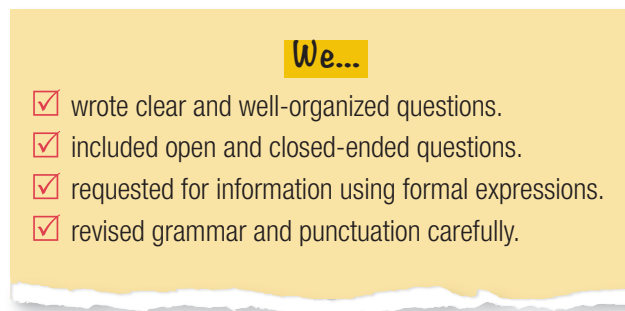 We...
wrote clear and well-organized questions.
included open and closed-ended questions.
requested for information using formal expressions.
revised grammar and punctuation carefully.